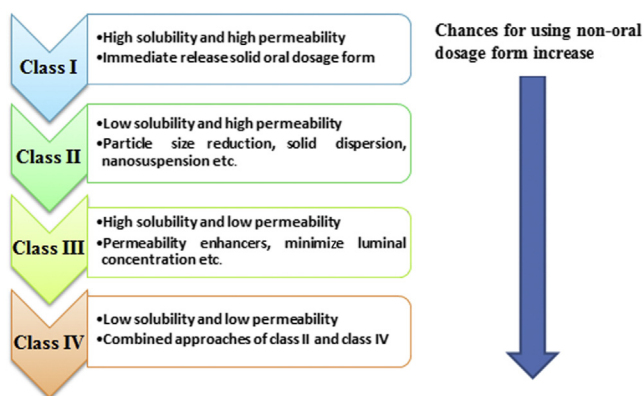 Class I
•High solubility and high permeability
•Immediate release solid oral dosage form
Class II
•Low solubility and high permeability
•Particle size reduction, solid dispersion,
nanosuspension etc.
Class III
•High solubility and low permeability
•Permeability enhancers, minimize luminal
concentration etc.
Class IV
•Low solubility and low permeability
•Combined approaches of class II and class IV
Chances for using non-oral
dosage form increase